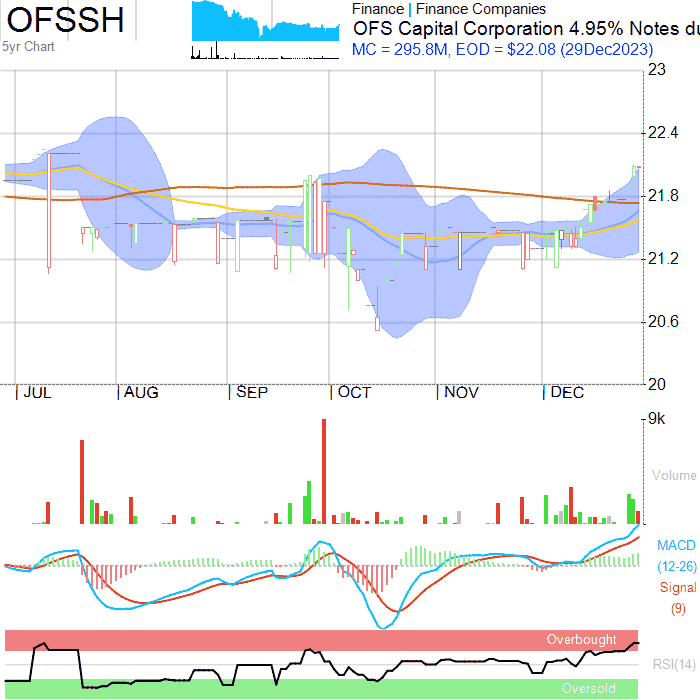 OFSSH
5yr Chart
Finance | Finance Companies
OFS Capital Corporation 4.95% Notes du
MC = 295.8M, EOD = $22.08 (29Dec2023)
23
22.4
21.8
21.2
20.6
20
JUL AUG SEP OCT NOV DEC
9k
Volume
MACD
(12-26)
Signal
(9)
Overbought
RSI(14)
Oversold